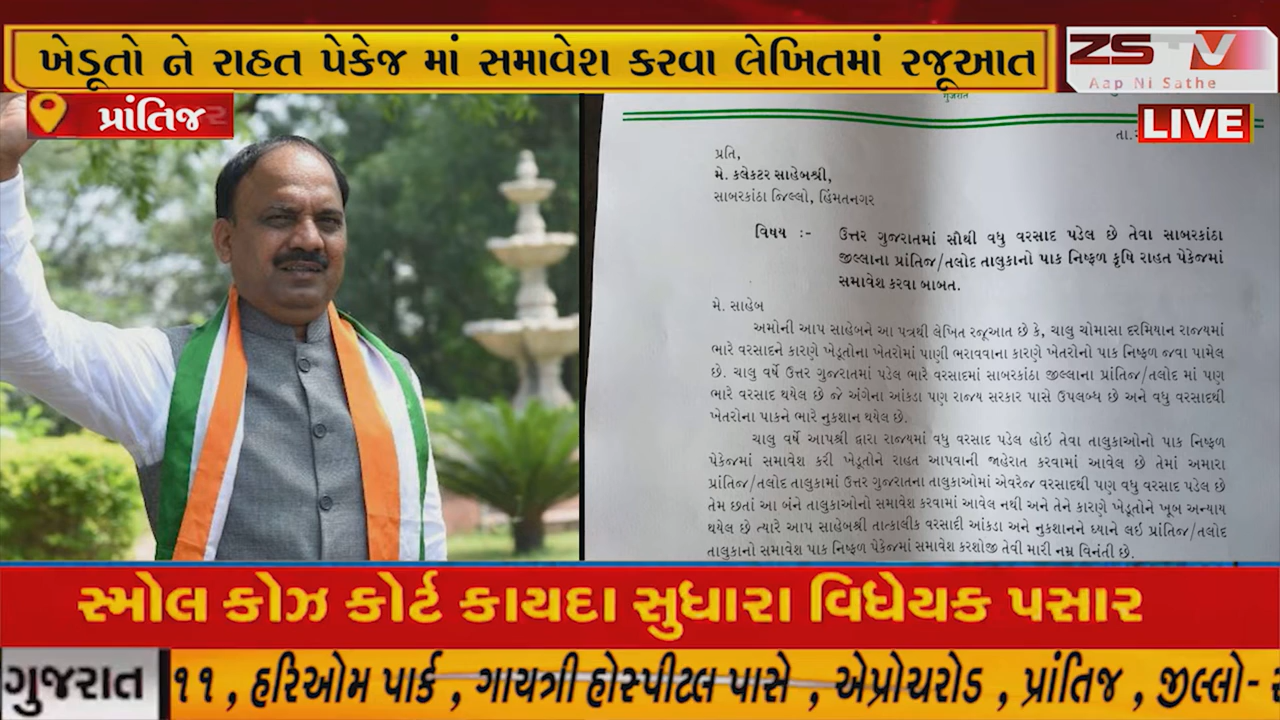 ખેડૂતો ને રાહત પેકેજ માં સમાવેશ કરવા લેખિતમાં રજૂઆત
ZS TV
Aap Ni Sathe
પ્રાંતિજ
LIVE
ગુજરાત
તા.
પ્રતિ,
મે. કલેકટર સાહેબશ્રી,
સાબરકાંઠા જિલ્લો, હિંમતનગર
વિષય :- ઉત્તર ગુજરાતમાં સૌથી વધુ વરસાદ પડેલ છે તેવા સાબરકાંઠા
જીલ્લાના પ્રાંતિજ/તલોદ તાલુકાનો પાક નિષ્ફળ કૃષિ રાહત પેકેજમાં
સમાવેશ કરવા બાબત.
મે. સાહેબ
અમોની આપ સાહેબને આ પત્રથી લેખિત રજૂઆત છે કે, ચાલુ ચોમાસા દરમિયાન રાજ્યમાં
ભારે વરસાદને કારણે ખેડૂતોના ખેતરોમાં પાણી ભરાવવાના કારણે ખેતરોનો પાક નિષ્ફળ જવા પામેલ
છે. ચાલુ વર્ષે ઉત્તર ગુજરાતમાં પડેલ ભારે વરસાદમાં સાબરકાંઠા જીલ્લાના પ્રાંતિજ/તલોદ માં પણ
ભારે વરસાદ થયેલ છે જે અંગેના આંકડા પણ રાજ્ય સરકાર પાસે ઉપલબ્ધ છે અને વધુ વરસાદથી
ખેતરોના પાકને ભારે નુકશાન થયેલ છે.
ચાલુ વર્ષે આપશ્રી દ્વારા રાજ્યમાં વધુ વરસાદ પડેલ હોઇ તેવા તાલુકાઓનો પાક નિષ્ફળ
પેકેજમાં સમાવેશ કરી ખેડૂતોને રાહત આપવાની જાહેરાત કરવામાં આવેલ છે તેમાં અમારા
પ્રાંતિજ/તલોદ તાલુકામાં ઉત્તર ગુજરાતના તાલુકાઓમાં એવરેજ વરસાદથી પણ વધુ વરસાદ પડેલ છે
તેમ છતાં આ બંને તાલુકાઓનો સમાવેશ કરવામાં આવેલ નથી અને તેને કારણે ખેડૂતોને ખૂબ અન્યાય
થયેલ છે ત્યારે આપ સાહેબશ્રી તાત્કાલીક વરસાદી આંકડા અને નુકશાનને ધ્યાને લઇ પ્રાંતિજ/તલોદ
તાલુકાનો સમાવેશ પાક નિષ્ફળ પેકેજમાં સમાવેશ કરશોજી તેવી મારી નમ્ર વિનંતી છે.
સ્મોલ કોઝ કોર્ટ કાયદા સુધારા વિધેયક પસાર
ગુજરાત
૧૧ , હરિઓમ પાર્ક , ગાયત્રી હોસ્પીટલ પાસે , એપ્રોચરોડ , પ્રાંતિજ , જીલ્લો-